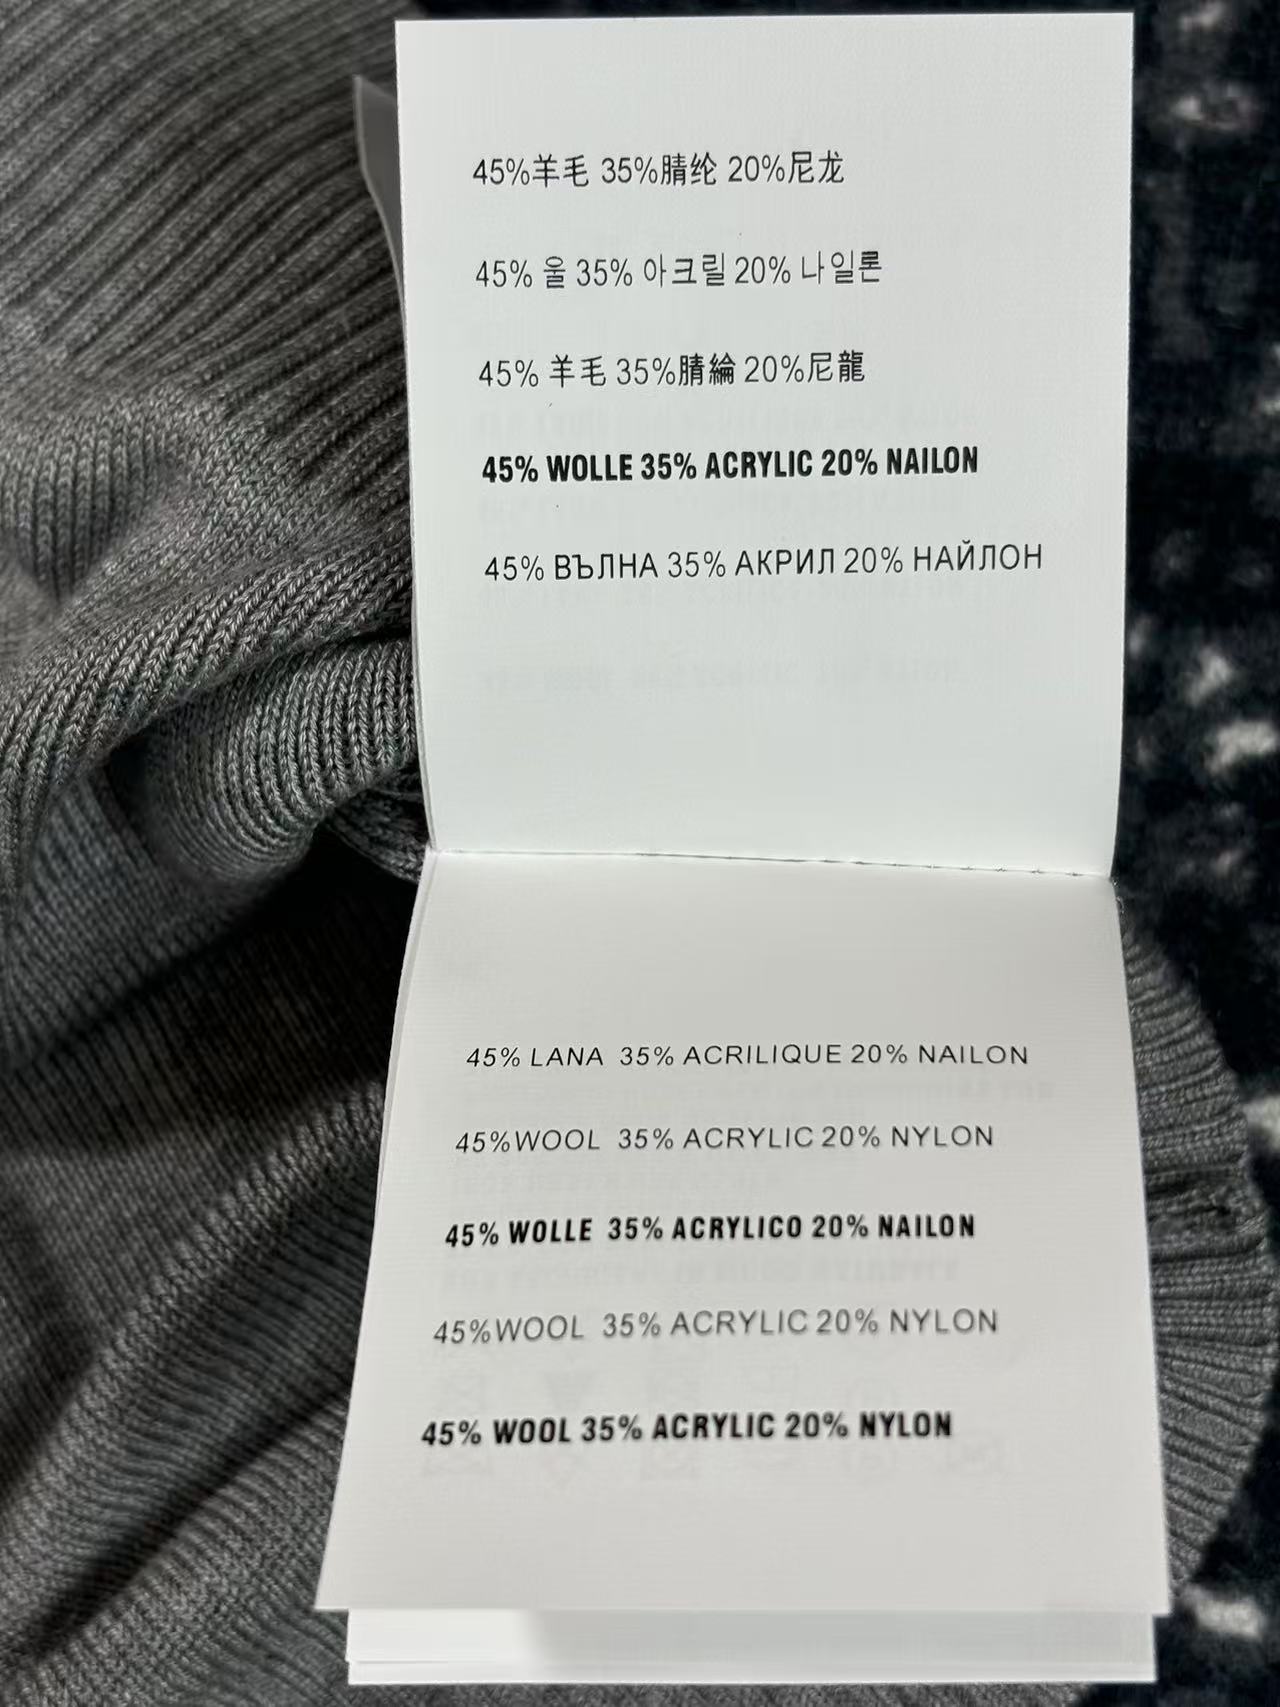 45%羊毛 35%腈纶 20%尼龙
45% 울 35% 아크릴 20% 나일론
45% 羊毛 35%腈綸 20%尼龍
45% WOLLE 35% ACRYLIC 20% NAILON
45% ВЪЛНА 35% АКРИЛ 20% НАЙЛОН
45% LANA 35% ACRILIQUE 20% NAILON
45%WOOL 35% ACRYLIC 20% NYLON
45% WOLLE 35% ACRYLICO 20% NAILON
45%WOOL 35% ACRYLIC 20% NYLON
45% WOOL 35% ACRYLIC 20% NYLON